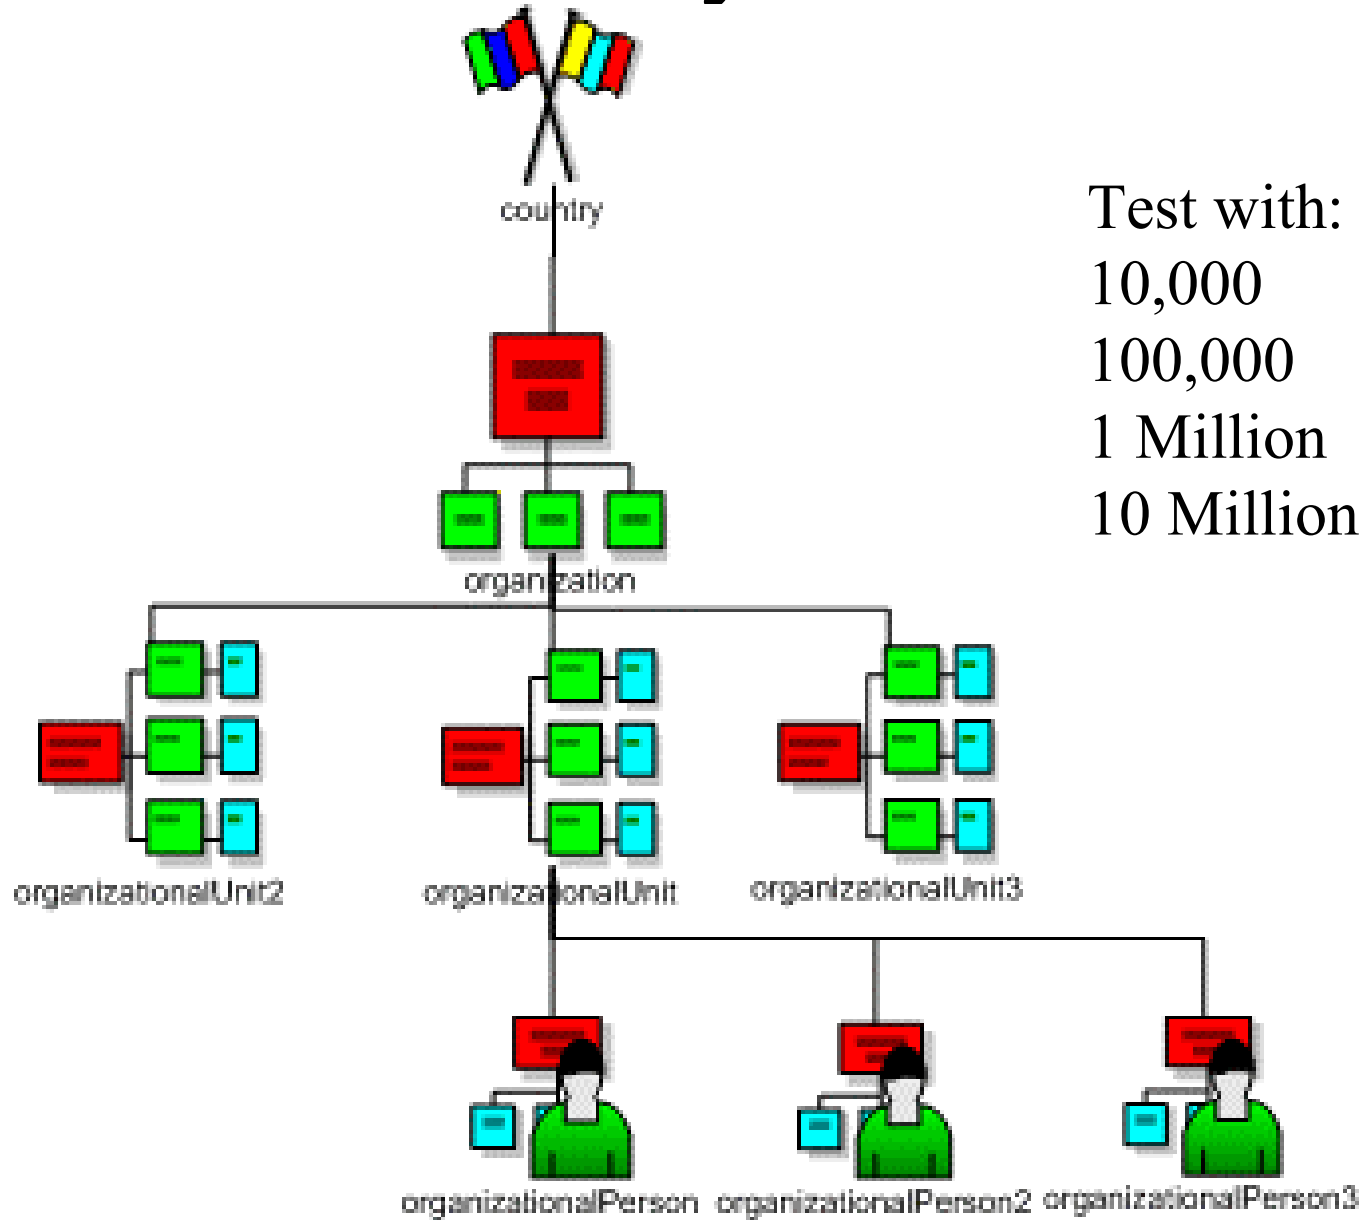 country
Test with:
10,000
100,000
1 Million
10 Million
organization
organizationalUnit2
organizationalUnit
organizationalUnit3
organizationalPerson
organizationalPerson2
organizationalPerson3